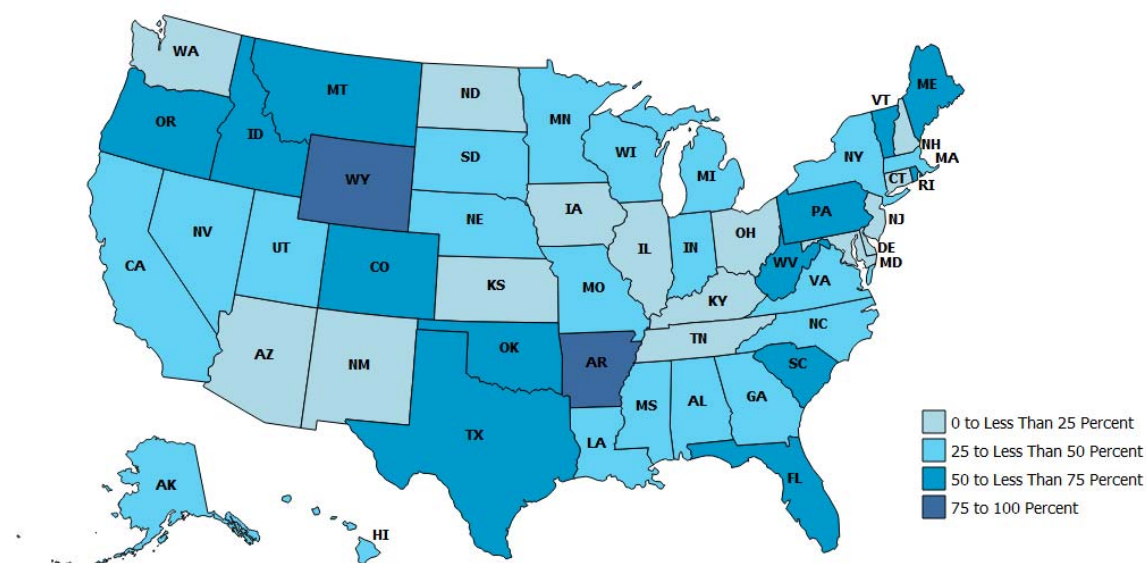 WA
MT
ND
MN
VT
ME
OR
ID
SD
WI
MI
NY
NH
MA
WY
CT
RI
IA
PA
NJ
NE
NV
UT
IL
IN
OH
DE
MD
CA
CO
WV
VA
KS
MO
KY
NC
TN
AZ
NM
OK
AR
SC
MS
AL
GA
TX
LA
FL
AK
HI
0 to Less Than 25 Percent
25 to Less Than 50 Percent
50 to Less Than 75 Percent
75 to 100 Percent